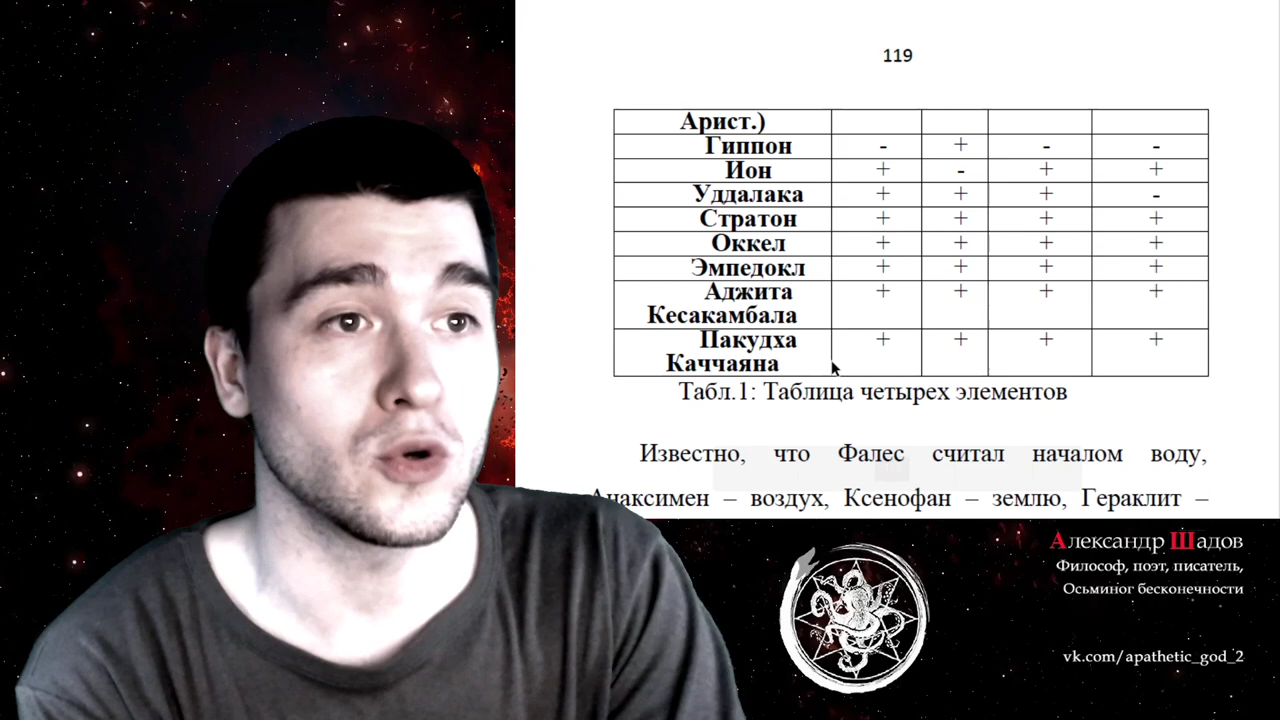 119
Арист.)
Гиппон - + - -
Ион + - + +
Уддалака + + + -
Стратон + + + +
Оккел + + + +
Эмпедокл + + + +
Аджита + + + +
Кесакамбала
Пакудха + + + +
Каччаяна
Табл.1: Таблица четырех элементов
Известно, что Фалес считал началом воду,
Анаксимен – воздух, Ксенофан – землю, Гераклит –
Александр Шадов
Философ, поэт, писатель,
Осьминог бесконечности
vk.com/apathetic_god_2